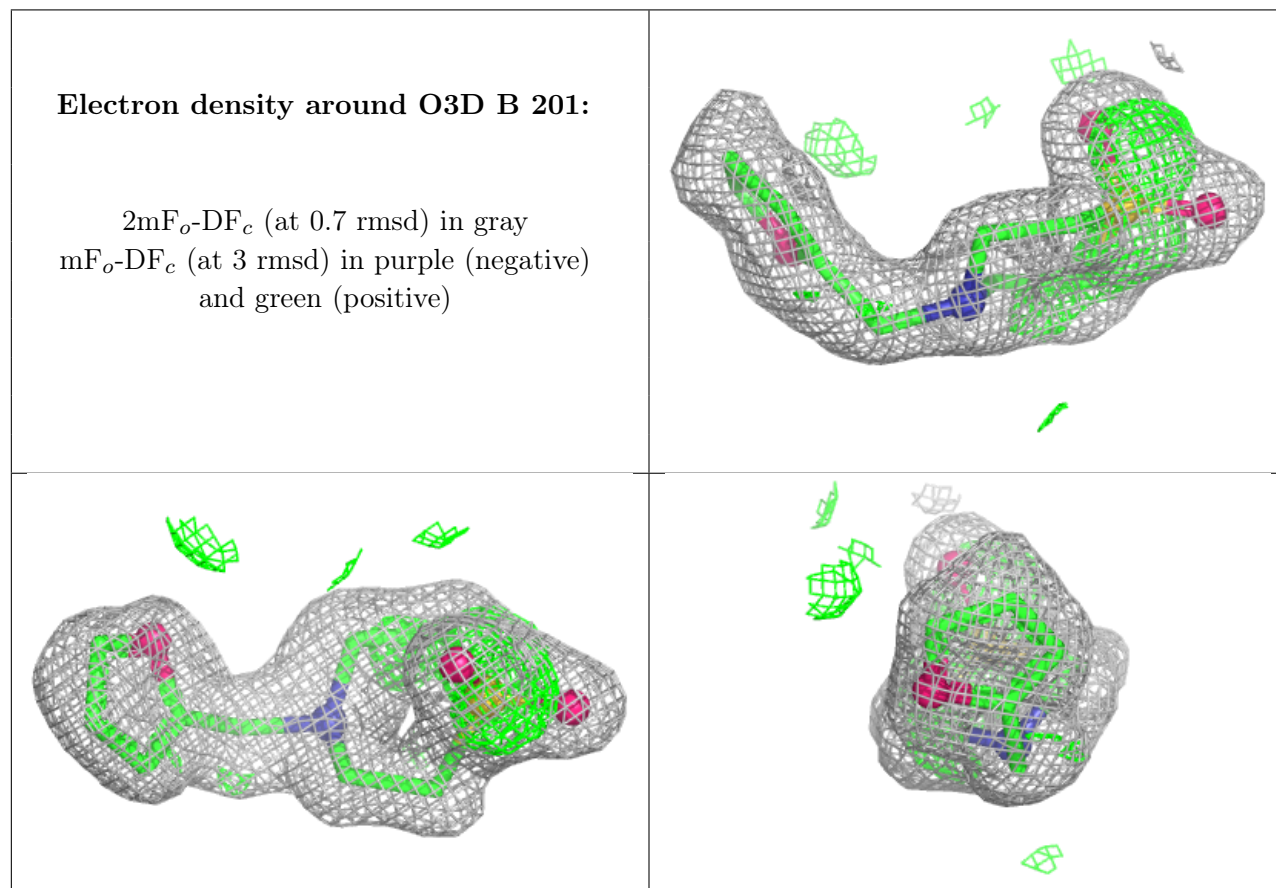 Electron density around O3D B 201:
2mFo-DFc (at 0.7 rmsd) in gray
mFo-DFc (at 3 rmsd) in purple (negative)
and green (positive)